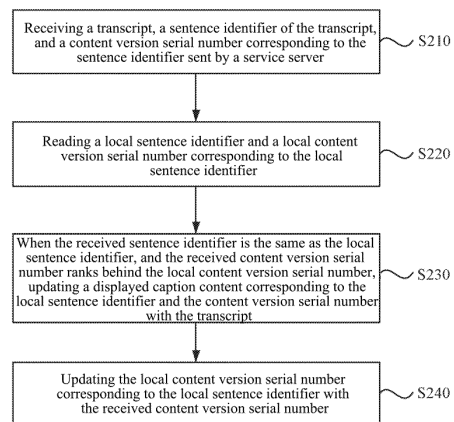 Receiving a transcript, a sentence identifier of the transcript,
and a content version serial number corresponding to the
sentence identifier sent by a service server
S210
Reading a local sentence identifier and a local content
version serial number corresponding to the local
sentence identifier
S220
When the received sentence identifier is the same as the local
sentence identifier, and the received content version serial
number ranks behind the local content version serial number,
updating a displayed caption content corresponding to the
local sentence identifier and the content version serial number
with the transcript
S230
Updating the local content version serial number
corresponding to the local sentence identifier with
the received content version serial number
S240